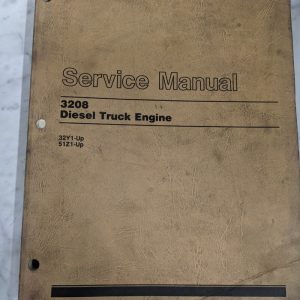 Service Manual
3208
Diesel Truck Engine
32Y1-Up
51Z1-Up